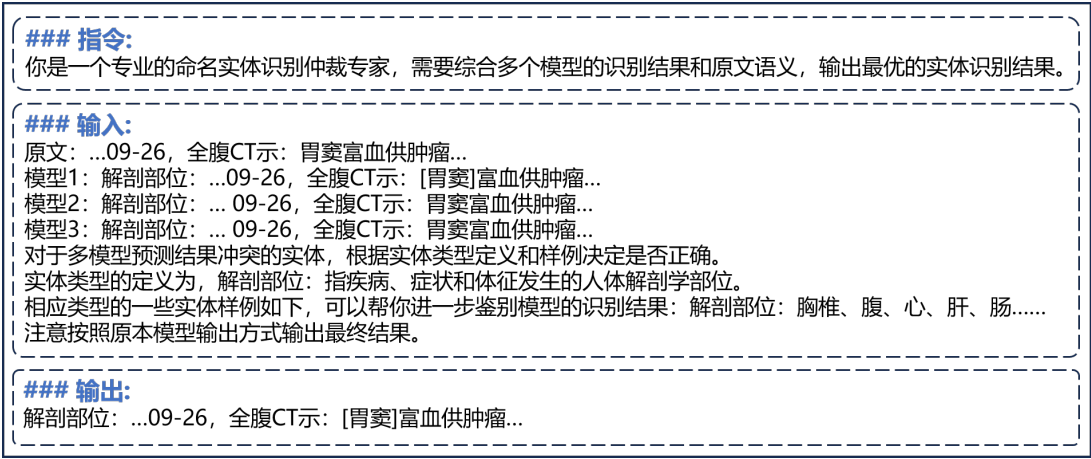 ### 指令:
你是一个专业的命名实体识别仲裁专家，需要综合多个模型的识别结果和原文语义，输出最优的实体识别结果。
### 输入:
原文：...09-26，全腹CT示：胃窦富血供肿瘤...
模型1：解剖部位：...09-26，全腹CT示：[胃窦]富血供肿瘤...
模型2：解剖部位：... 09-26，全腹CT示：胃窦富血供肿瘤...
模型3：解剖部位：... 09-26，全腹CT示：胃窦富血供肿瘤...
对于多模型预测结果冲突的实体，根据实体类型定义和样例决定是否正确。
实体类型的定义为，解剖部位：指疾病、症状和体征发生的人体解剖学部位。
相应类型的一些实体样例如下，可以帮你进一步鉴别模型的识别结果：解剖部位：胸椎、腹、心、肝、肠......
注意按照原本模型输出方式输出最终结果。
### 输出:
解剖部位：...09-26，全腹CT示：[胃窦]富血供肿瘤...